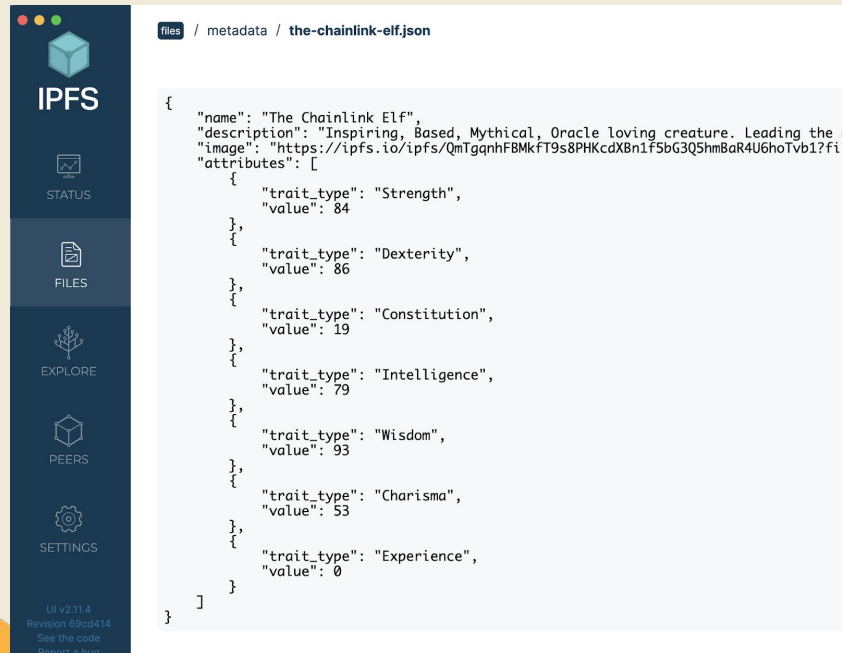 files / metadata / the-chainlink-elf.json
IPFS
STATUS
FILES
EXPLORE
PEERS
SETTINGS
UI v2.11.4
Revision 69cd414
See the code
Report a bug
{
"name": "The Chainlink Elf",
"description": "Inspiring, Based, Mythical, Oracle loving creature. Leading the
"image": "https://ipfs.io/ipfs/QmTgqnhFBMkfT9s8PHKcdXBn1f5bG3Q5hmBaR4U6hoTvb1?fi
"attributes": [
{
"trait_type": "Strength",
"value": 84
},
{
"trait_type": "Dexterity",
"value": 86
},
{
"trait_type": "Constitution",
"value": 19
},
{
"trait_type": "Intelligence",
"value": 79
},
{
"trait_type": "Wisdom",
"value": 93
},
{
"trait_type": "Charisma",
"value": 53
},
{
"trait_type": "Experience",
"value": 0
}
]
}